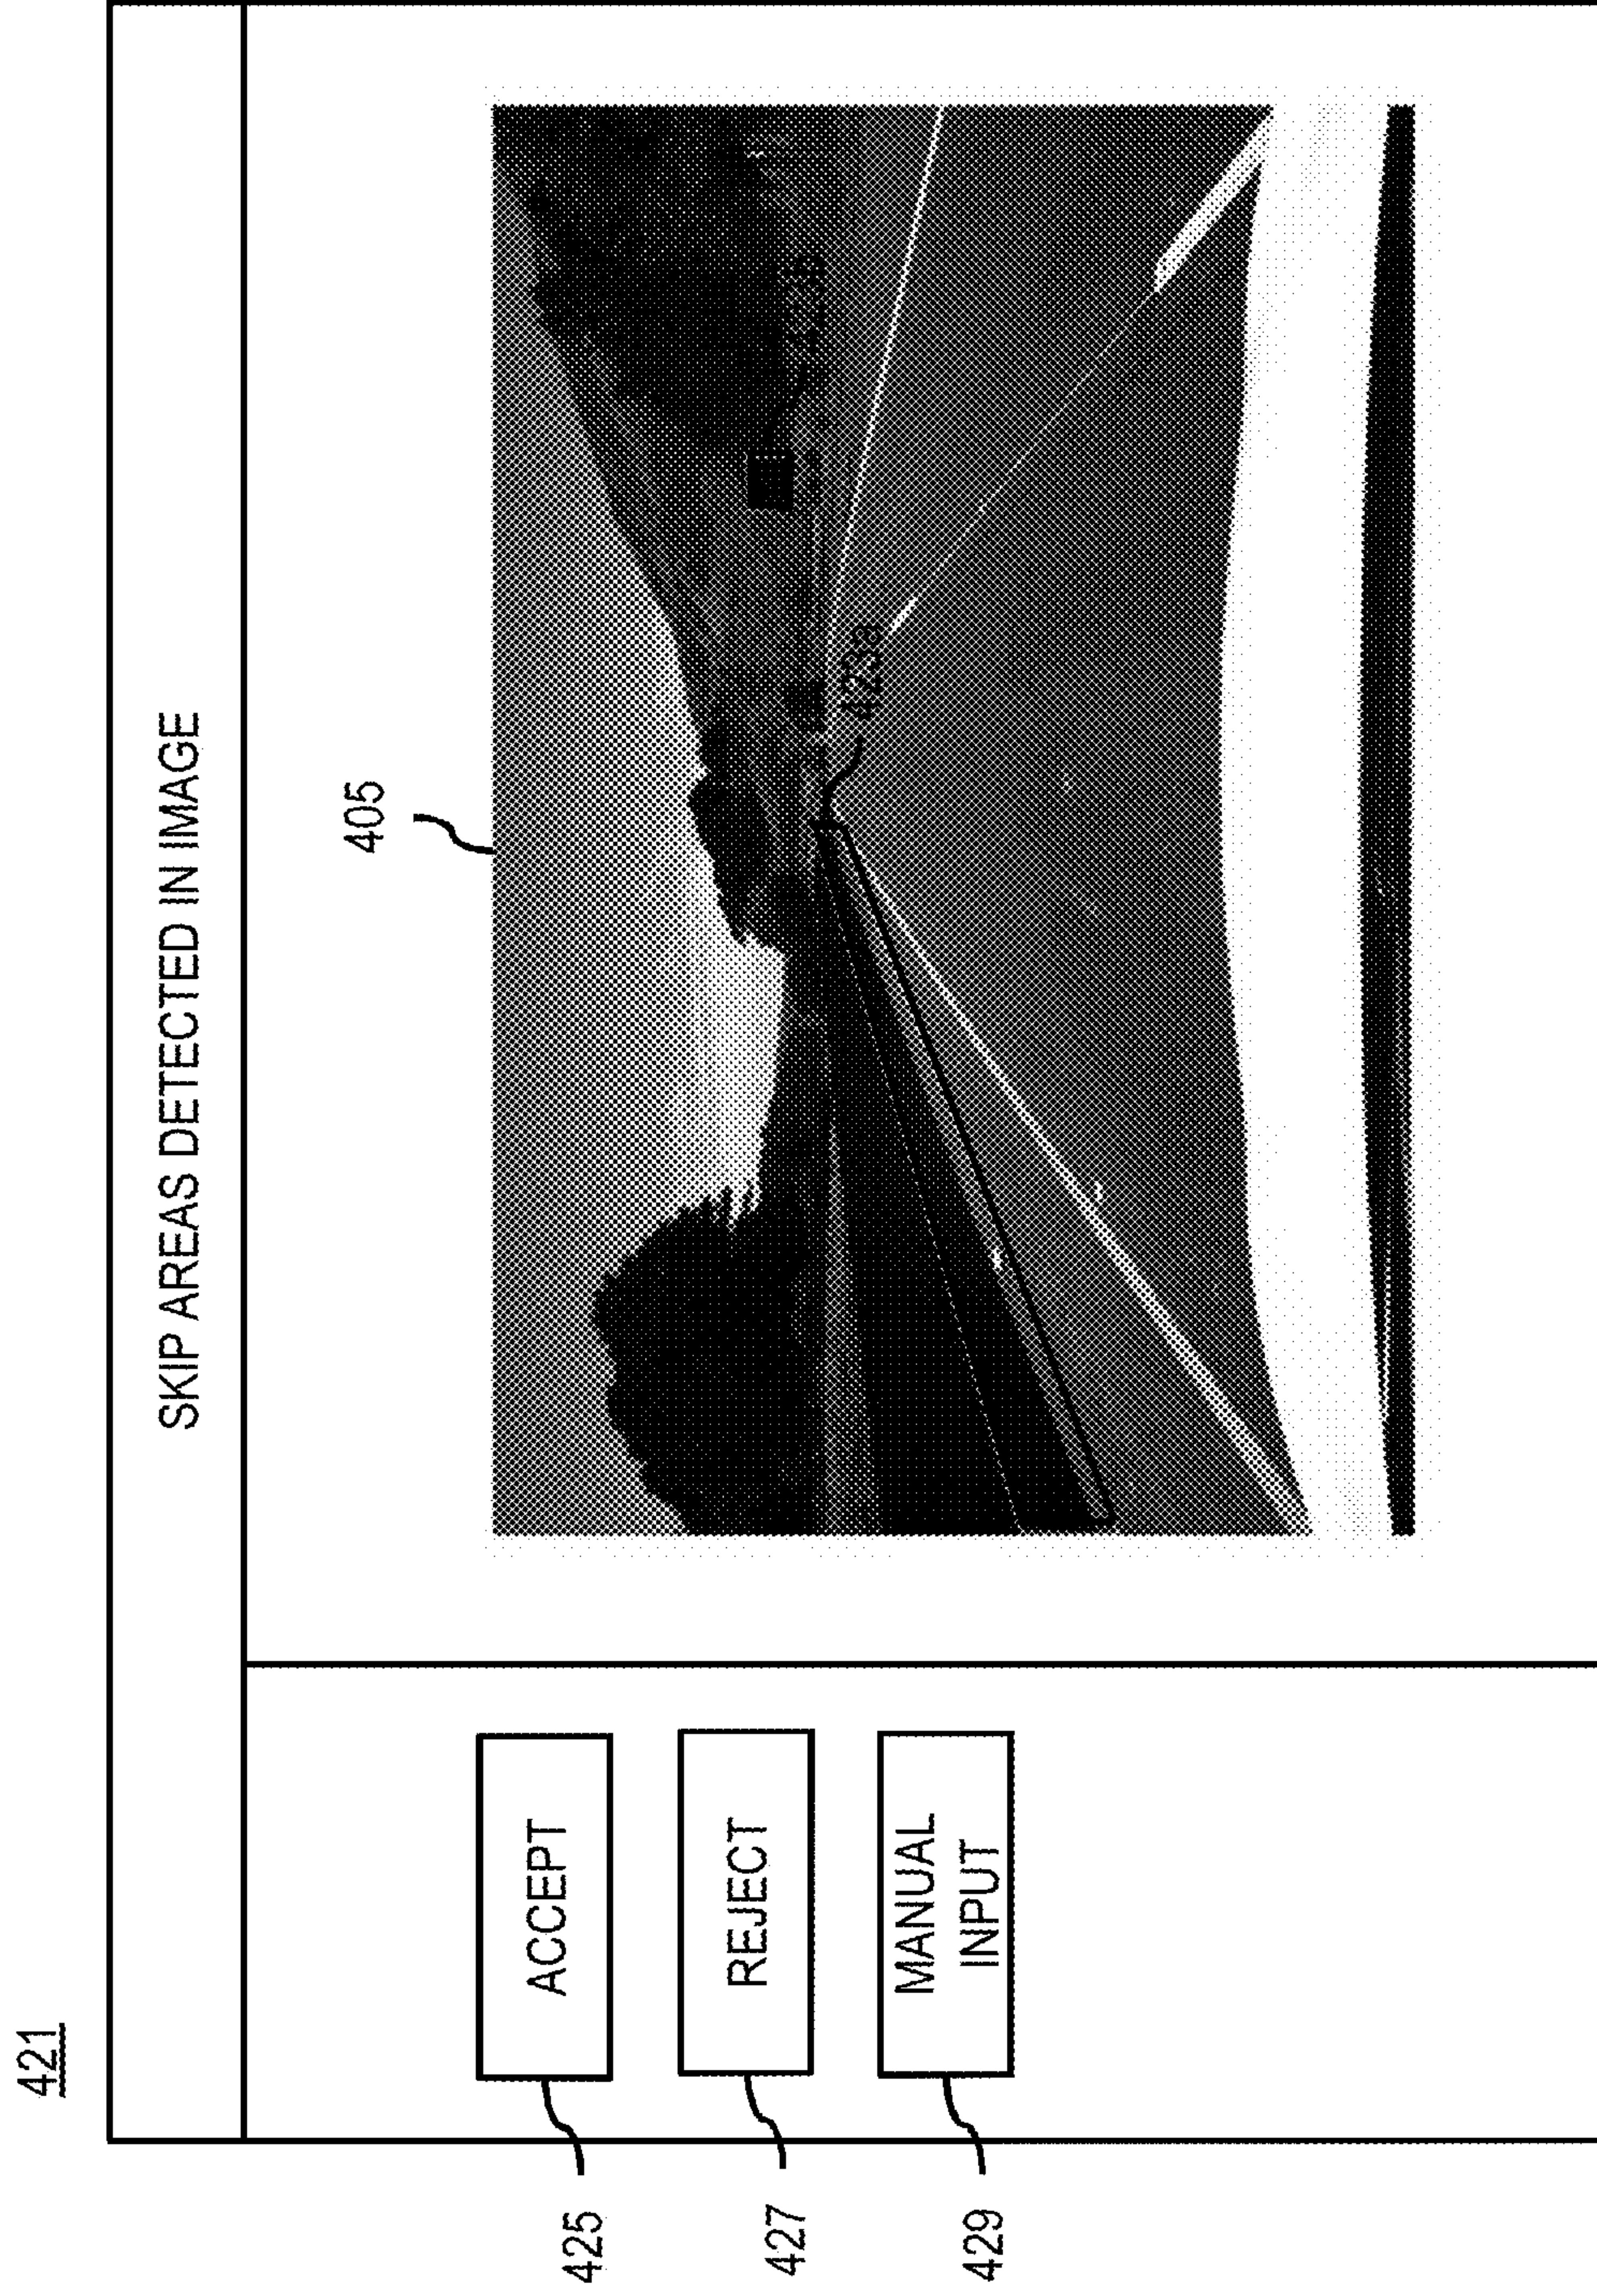 421
SKIP AREAS DETECTED IN IMAGE
405
425
ACCEPT
427
REJECT
429
MANUAL
INPUT
423a